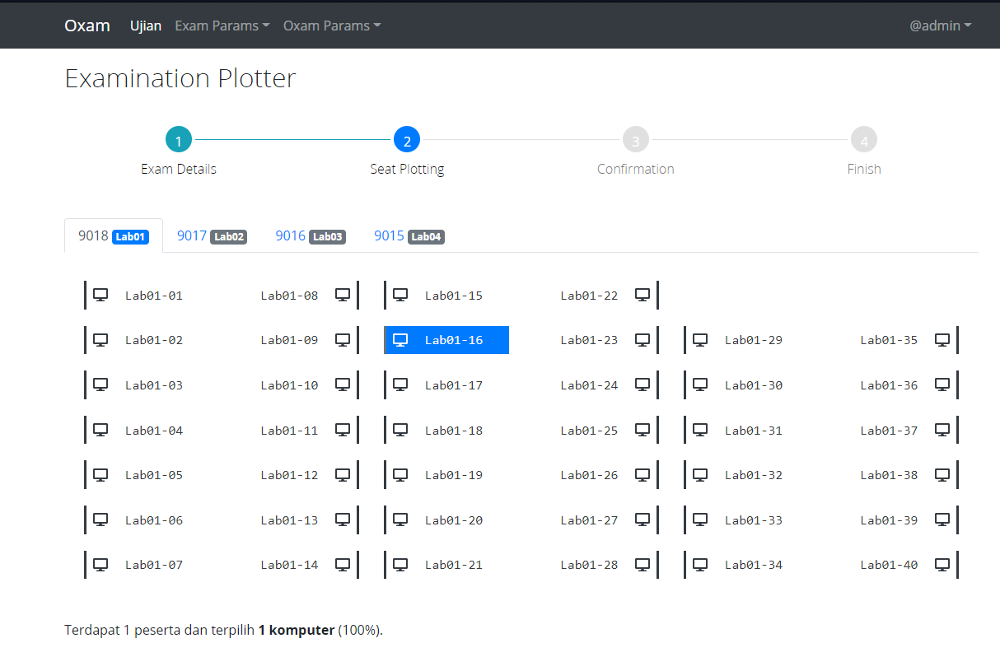 Oxam Ujian Exam Params Oxam Params @admin
Examination Plotter
1 2 3 4
Exam Details Seat Plotting Confirmation Finish
9018 Lab01 9017 Lab02 9016 Lab03 9015 Lab04
Lab01-01 Lab01-08 Lab01-15 Lab01-22
Lab01-02 Lab01-09 Lab01-16 Lab01-23 Lab01-29 Lab01-35
Lab01-03 Lab01-10 Lab01-17 Lab01-24 Lab01-30 Lab01-36
Lab01-04 Lab01-11 Lab01-18 Lab01-25 Lab01-31 Lab01-37
Lab01-05 Lab01-12 Lab01-19 Lab01-26 Lab01-32 Lab01-38
Lab01-06 Lab01-13 Lab01-20 Lab01-27 Lab01-33 Lab01-39
Lab01-07 Lab01-14 Lab01-21 Lab01-28 Lab01-34 Lab01-40
Terdapat 1 peserta dan terpilih 1 komputer (100%).